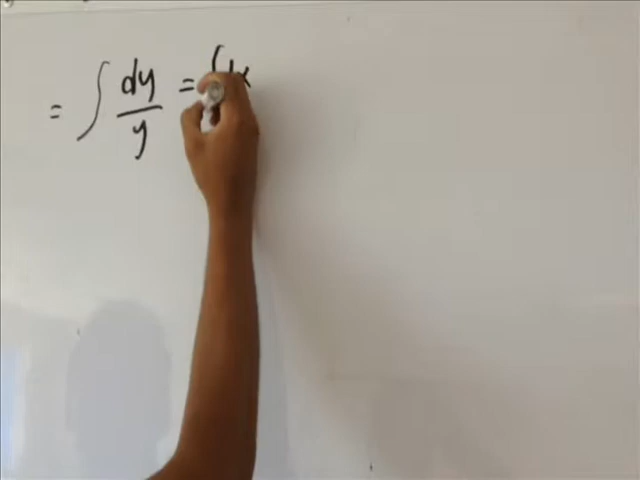 = ∫ dy/y = ∫